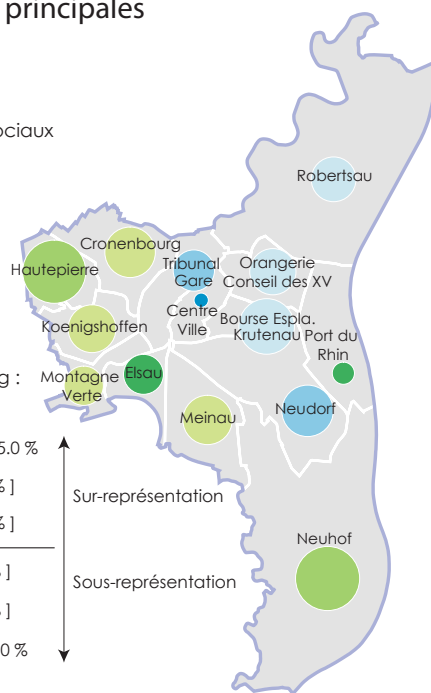 principales
ociaux
Robertsau
Cronenbourg
Hautepierre
Tribunal
Gare
Orangerie
Conseil des XV
Centre
Ville
Bourse Espla.
Krutenau
Port du
Rhin
Koenigshoffen
g :
Montagne
Verte
Elsau
Meinau
Neudorf
5.0 %
% ]
Sur-représentation
% ]
Neuhof
% ]
Sous-représentation
% ]
0 %